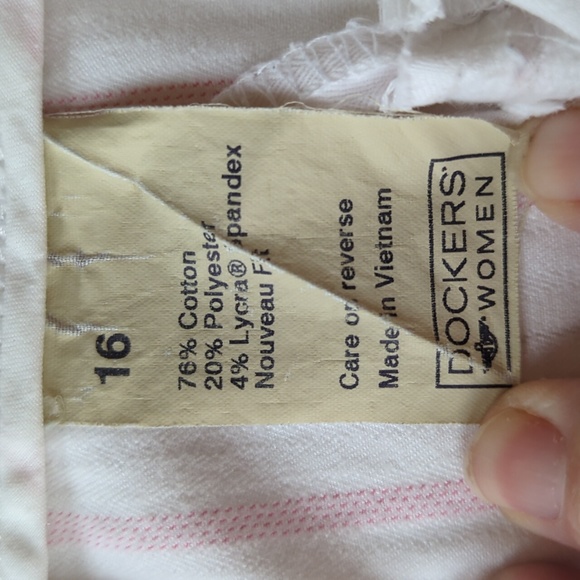 DOCKERS®
WOMEN
Made in Vietnam
Care on reverse
Nouveau Fit
4% Lycra® Spandex
20% Polyester
76% Cotton
16